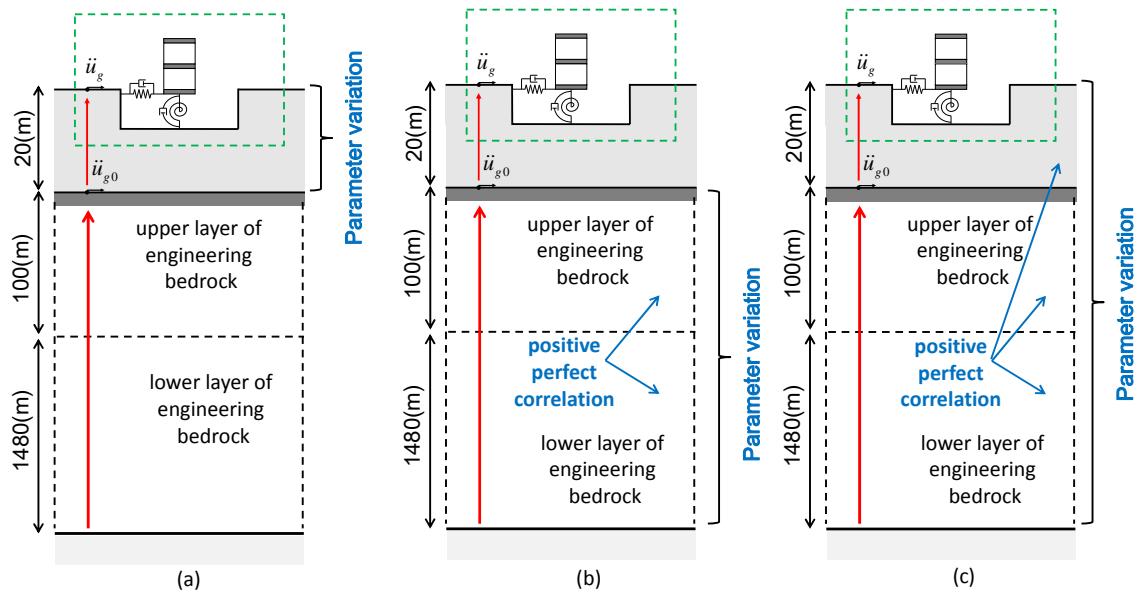 ü_g
20(m)
ü_g0
Parameter variation
100(m)
upper layer of
engineering
bedrock
1480(m)
lower layer of
engineering
bedrock
(a)
ü_g
20(m)
ü_g0
100(m)
upper layer of
engineering
bedrock
positive
perfect
correlation
Parameter variation
1480(m)
lower layer of
engineering
bedrock
(b)
ü_g
20(m)
ü_g0
100(m)
upper layer of
engineering
bedrock
positive
perfect
correlation
Parameter variation
1480(m)
lower layer of
engineering
bedrock
(c)